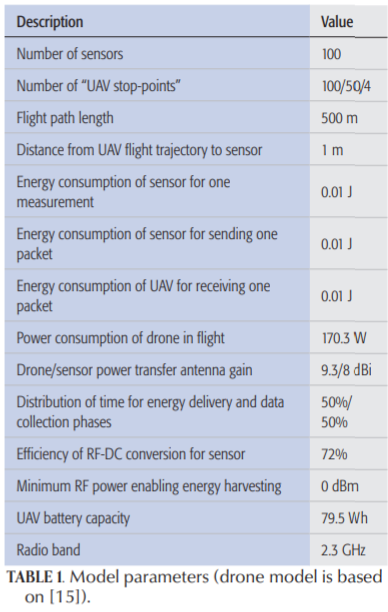 Description Value
Number of sensors 100
Number of “UAV stop-points” 100/50/4
Flight path length 500 m
Distance from UAV flight trajectory to sensor 1 m
Energy consumption of sensor for one
measurement 0.01 J
Energy consumption of sensor for sending one
packet 0.01 J
Energy consumption of UAV for receiving one
packet 0.01 J
Power consumption of drone in flight 170.3 W
Drone/sensor power transfer antenna gain 9.3/8 dBi
Distribution of time for energy delivery and data
collection phases 50%/
50%
Efficiency of RF-DC conversion for sensor 72%
Minimum RF power enabling energy harvesting 0 dBm
UAV battery capacity 79.5 Wh
Radio band 2.3 GHz
TABLE 1. Model parameters (drone model is based
on [15]).